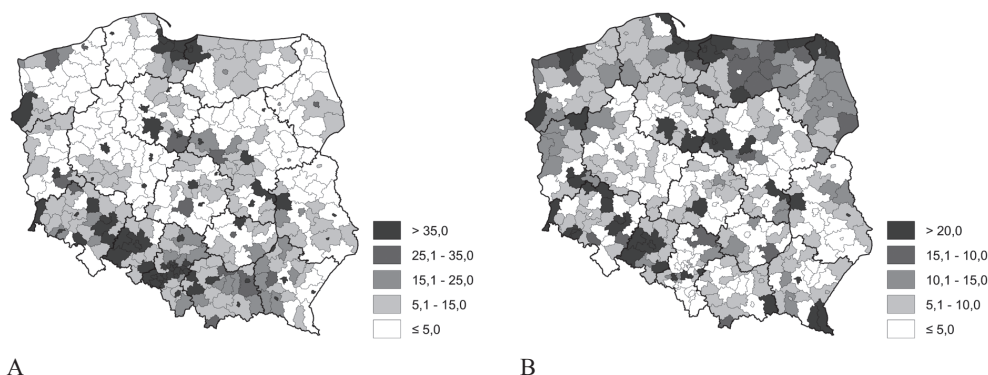 > 35,0
25,1 - 35,0
15,1 - 25,0
5,1 - 15,0
≤ 5,0
A
> 20,0
15,1 - 10,0
10,1 - 15,0
5,1 - 10,0
≤ 5,0
B